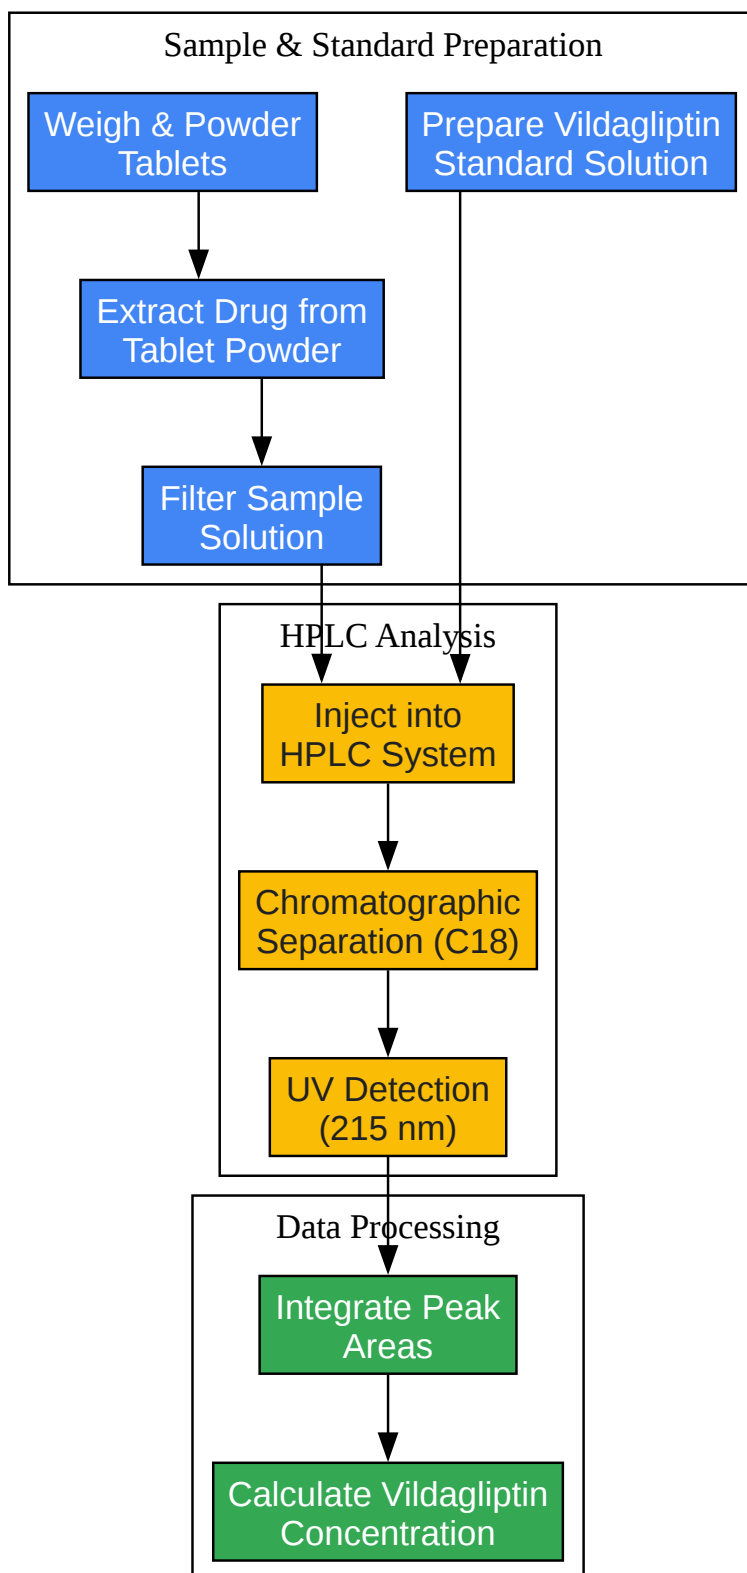 Sample & Standard Preparation
Weigh & Powder
Tablets
Prepare Vildagliptin
Standard Solution
Extract Drug from
Tablet Powder
Filter Sample
Solution
HPLC Analysis
Inject into
HPLC System
Chromatographic
Separation (C18)
UV Detection
(215 nm)
Data Processing
Integrate Peak
Areas
Calculate Vildagliptin
Concentration